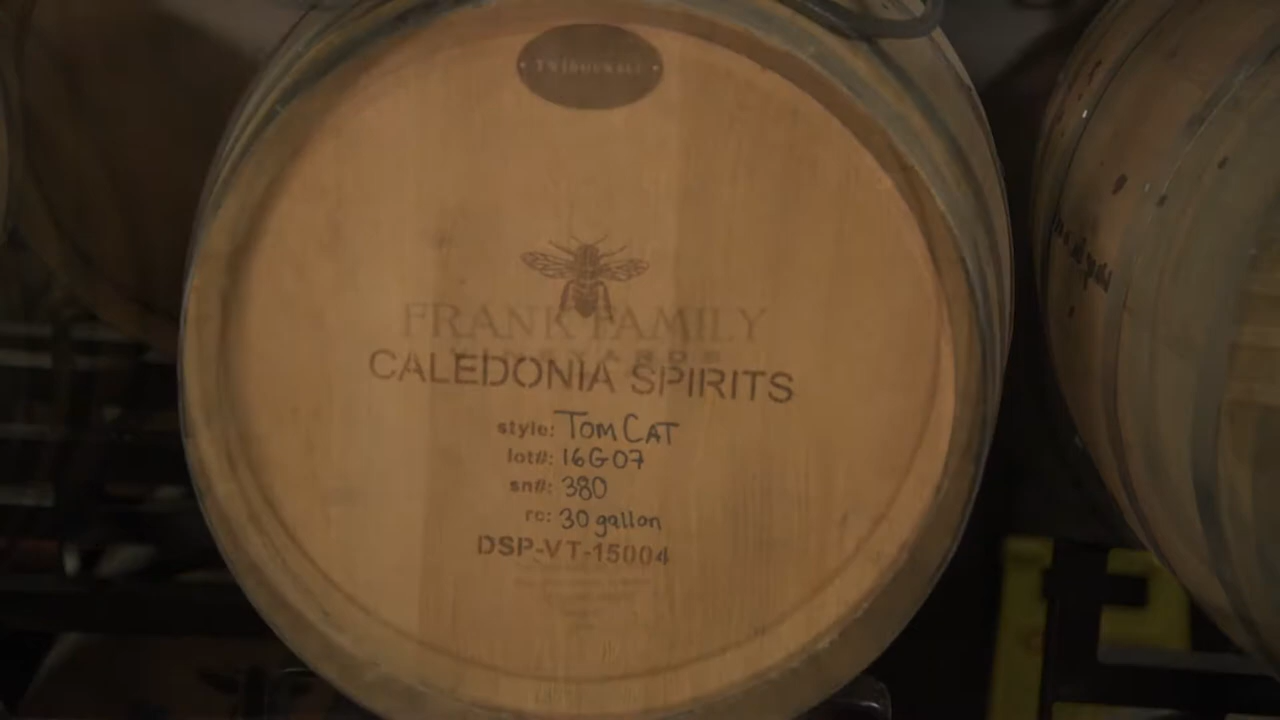 FRANK FAMILY
CALEDONIA SPIRITS
style: TOM CAT
lot#: 16G07
sn#: 380
rc: 30 gallon
DSP-VT-15004